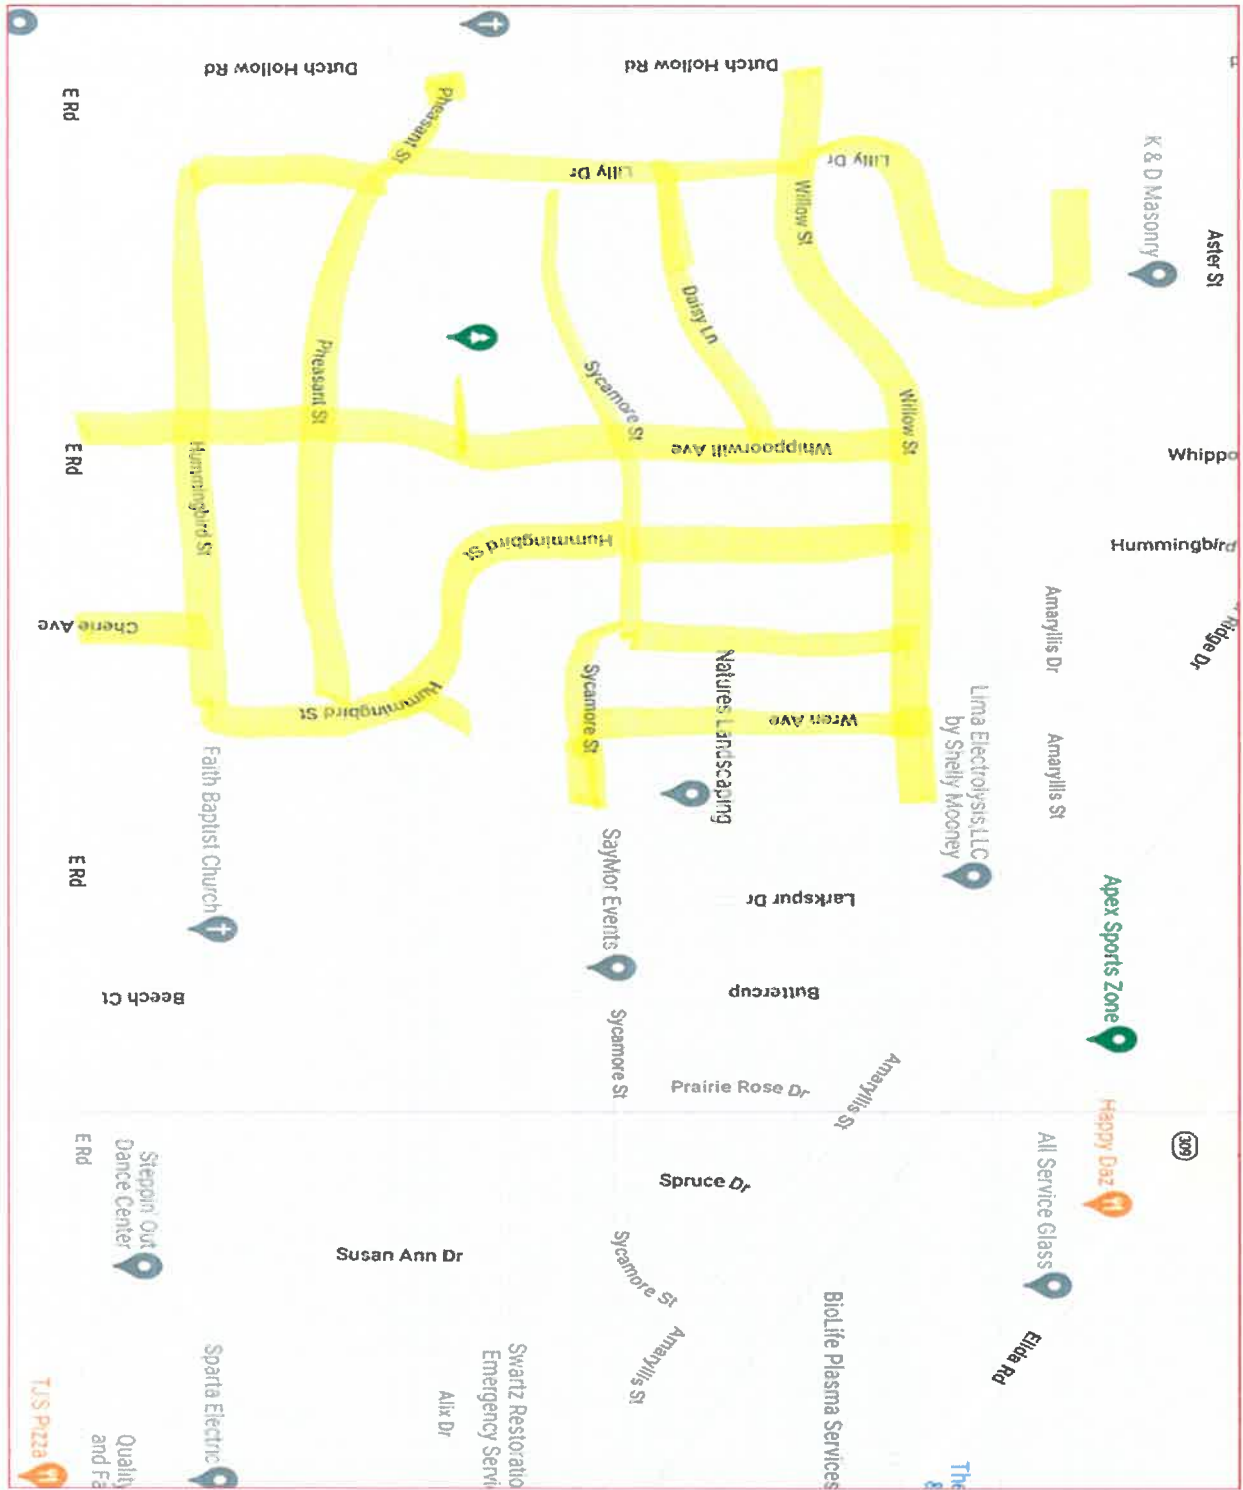 Dutch Hollow Rd
Dutch Hollow Rd
E Rd
Pheasant St
Lilly Dr
Lilly Dr
K & D Masonry
Aster St
Willow St
Daisy Ln
Pheasant St
Sycamore St
Willow St
Whippoorwill Ave
Whippo
E Rd
Hummingbird St
Hummingbird St
Hummingbird
Amaryllis Dr
Ridge Dr
Cherie Ave
Hummingbird St
Sycamore St
Natures Landscaping
Wren Ave
Lima Electrolysis,LLC
by Shelly Mooney
Amaryllis St
Faith Baptist Church
E Rd
SayMor Events
Larkspur Dr
Apex Sports Zone
Beech Ct
Buttercup
Sycamore St
Prairie Rose Dr
Amaryllis St
Happy Daz
309
E Rd
Steppin' Out
Dance Center
All Service Glass
Spruce Dr
Susan Ann Dr
Sycamore St
Amaryllis St
BioLife Plasma Services
Elida Rd
Sparta Electric
Swartz Restoratio
Emergency Servi
Alix Dr
TJS Pizza
Quality
and Fa
The
&